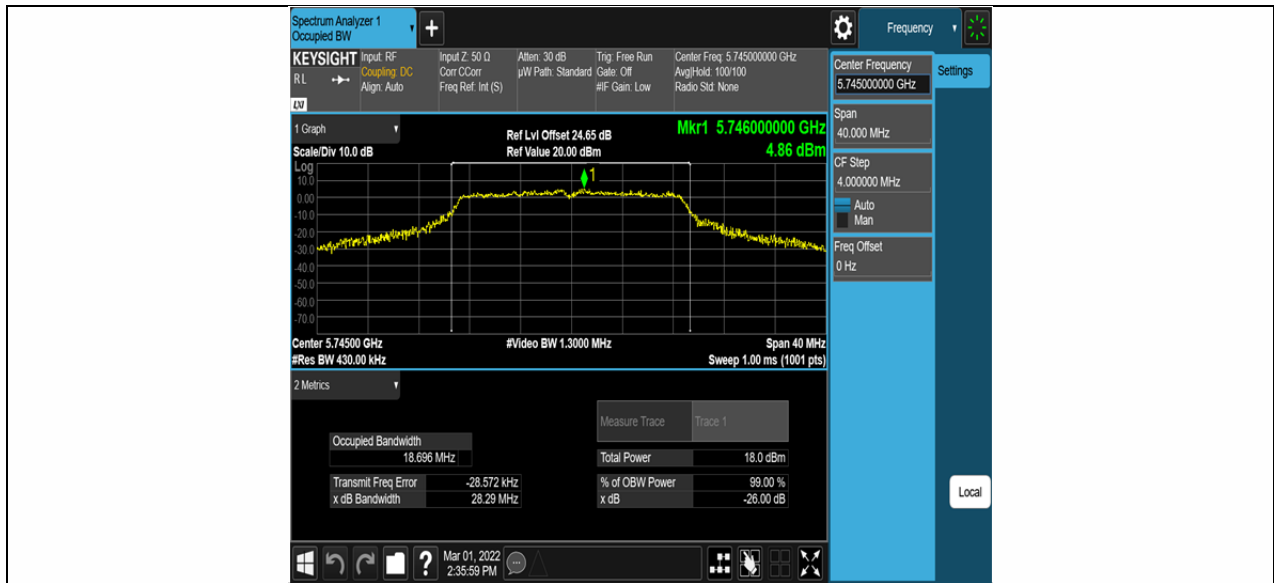 Spectrum Analyzer 1
Occupied BW
+
Frequency
KEYSIGHT
RL
LXI
Input: RF
Coupling: DC
Align: Auto
Input Z: 50 Ω
Corr CCorr
Freq Ref: Int (S)
Atten: 30 dB
µW Path: Standard
Trig: Free Run
Gate: Off
#IF Gain: Low
Center Freq: 5.745000000 GHz
Avg|Hold: 100/100
Radio Std: None
Center Frequency
5.745000000 GHz
Settings
Span
40.000 MHz
CF Step
4.000000 MHz
Auto
Man
Freq Offset
0 Hz
Local
1 Graph
Scale/Div 10.0 dB
Ref Lvl Offset 24.65 dB
Ref Value 20.00 dBm
Mkr1 5.746000000 GHz
4.86 dBm
Log
10.0
0.00
-10.0
-20.0
-30.0
-40.0
-50.0
-60.0
-70.0
1
Center 5.74500 GHz
#Res BW 430.00 kHz
#Video BW 1.3000 MHz
Span 40 MHz
Sweep 1.00 ms (1001 pts)
2 Metrics
Measure Trace Trace 1
Occupied Bandwidth
18.696 MHz
Total Power 18.0 dBm
Transmit Freq Error -28.572 kHz
% of OBW Power 99.00 %
x dB Bandwidth 28.29 MHz
x dB -26.00 dB
?
Mar 01, 2022
2:35:59 PM